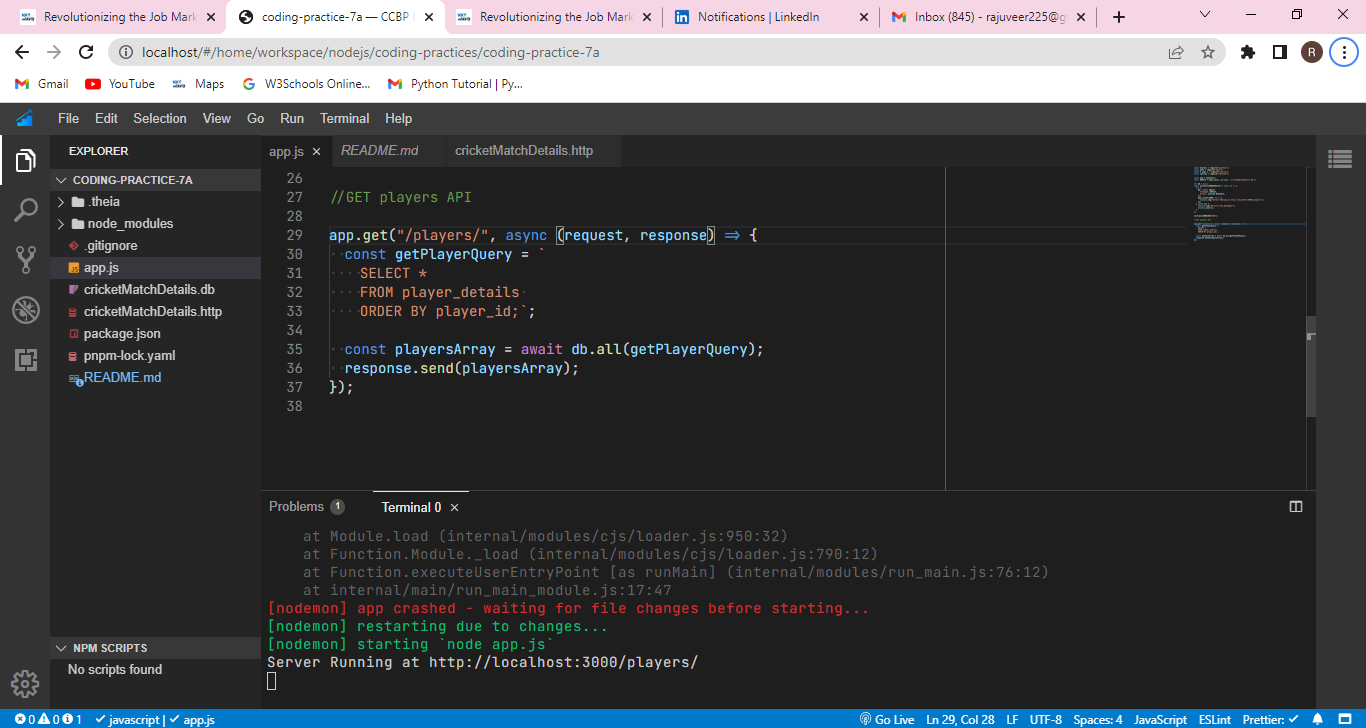 Revolutionizing the Job Mark
coding-practice-7a — CCBP
Revolutionizing the Job Mark
Notifications | LinkedIn
Inbox (845) - rajuveer225@g
localhost/#/home/workspace/nodejs/coding-practices/coding-practice-7a
R
Gmail
YouTube
Maps
W3Schools Online...
Python Tutorial | Py...
File Edit Selection View Go Run Terminal Help
EXPLORER
CODING-PRACTICE-7A
.theia
node_modules
.gitignore
app.js
cricketMatchDetails.db
cricketMatchDetails.http
package.json
pnpm-lock.yaml
README.md
NPM SCRIPTS
No scripts found
app.js
README.md
cricketMatchDetails.http
26
27 //GET players API
28
29 app.get("/players/", async (request, response) => {
30 const getPlayerQuery = `
31 SELECT *
32 FROM player_details
33 ORDER BY player_id;`;
34
35 const playersArray = await db.all(getPlayerQuery);
36 response.send(playersArray);
37 });
38
Problems 1
Terminal 0
at Module.load (internal/modules/cjs/loader.js:950:32)
at Function.Module._load (internal/modules/cjs/loader.js:790:12)
at Function.executeUserEntryPoint [as runMain] (internal/modules/run_main.js:76:12)
at internal/main/run_main_module.js:17:47
[nodemon] app crashed - waiting for file changes before starting...
[nodemon] restarting due to changes...
[nodemon] starting `node app.js`
Server Running at http://localhost:3000/players/
0 0 1 javascript | app.js
Go Live Ln 29, Col 28 LF UTF-8 Spaces: 4 JavaScript ESLint Prettier: